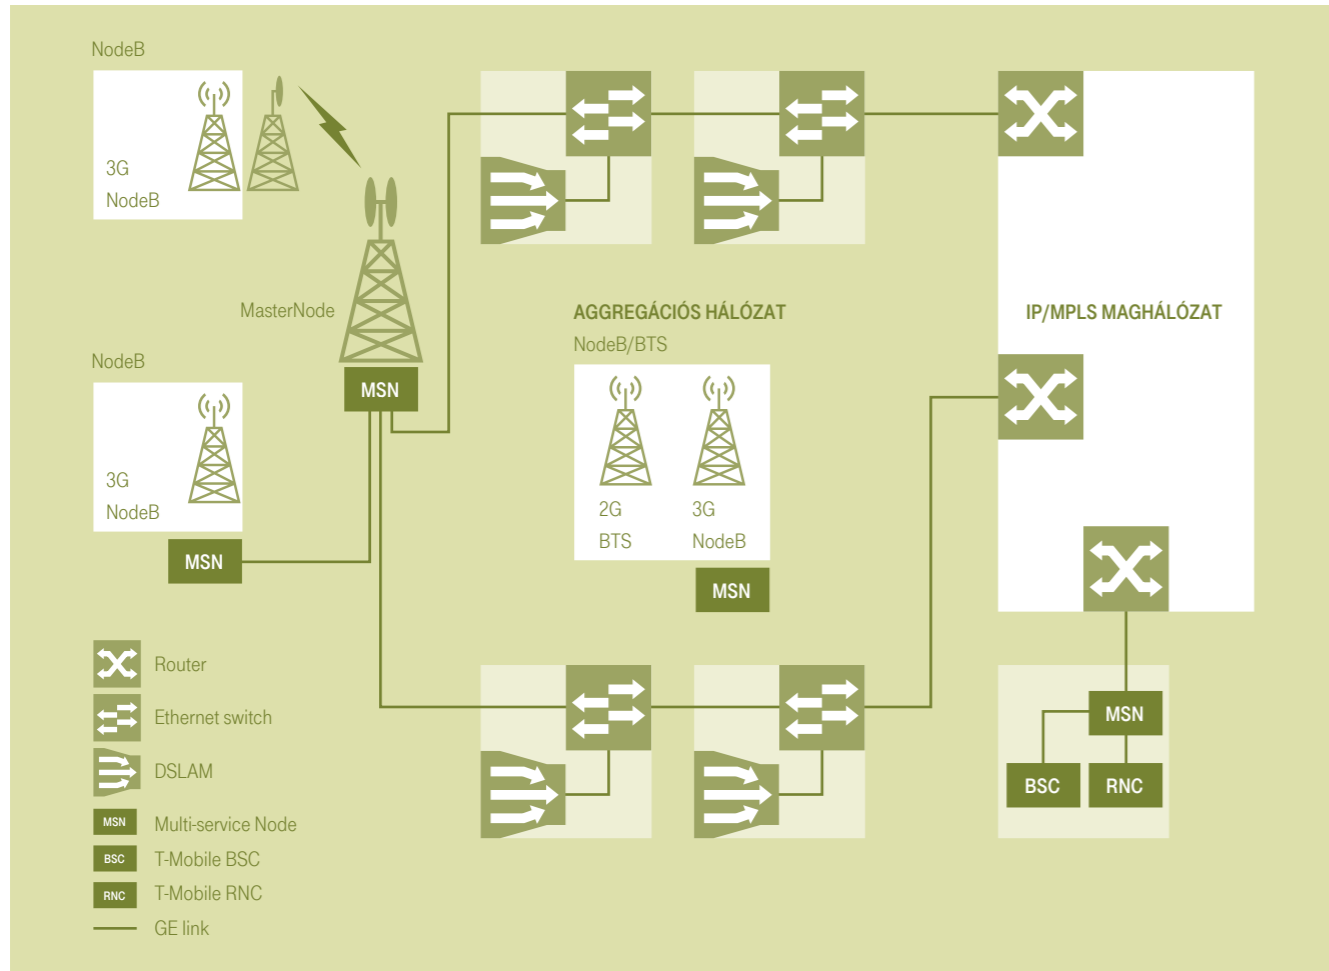 NodeB
3G
NodeB
MasterNode
MSN
NodeB
3G
NodeB
MSN
AGGREGÁCIÓS HÁLÓZAT
NodeB/BTS
2G
BTS
3G
NodeB
MSN
IP/MPLS MAGHÁLÓZAT
MSN
BSC
RNC
Router
Ethernet switch
DSLAM
MSN Multi-service Node
BSC T-Mobile BSC
RNC T-Mobile RNC
GE link